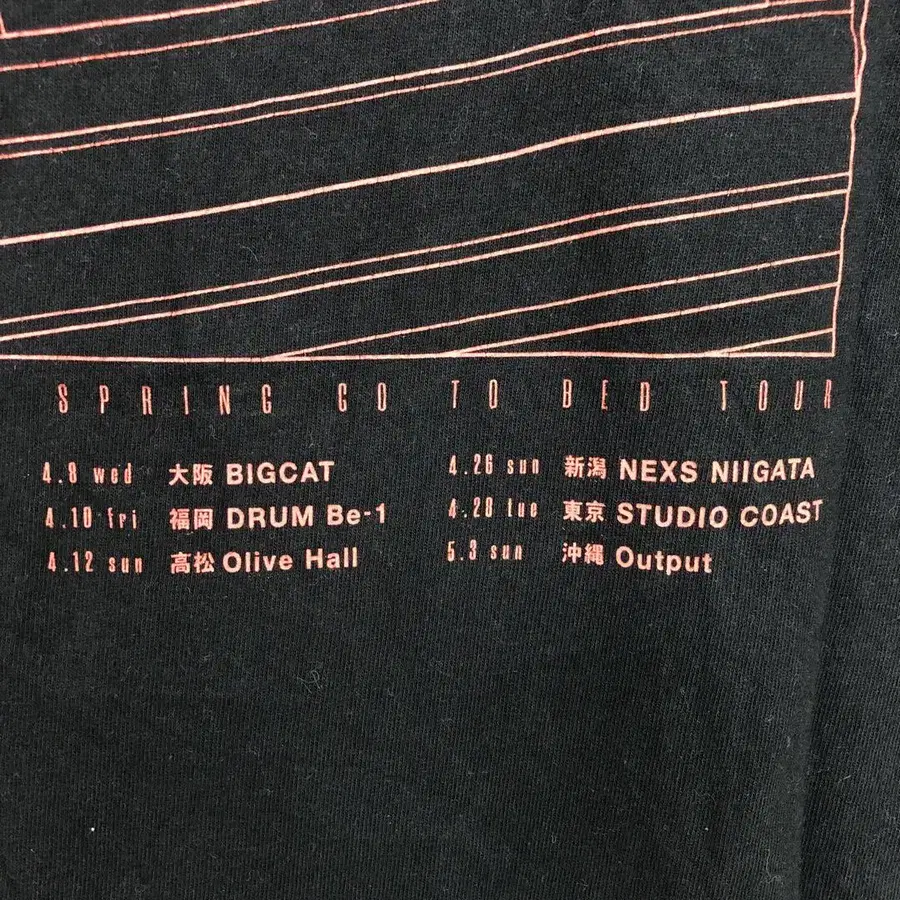 SPRING GO TO BED TOUR
4.8 wed 大阪 BIGCAT
4.10 fri 福岡 DRUM Be-1
4.12 sun 高松 Olive Hall
4.26 sun 新潟 NEXS NIIGATA
4.28 tue 東京 STUDIO COAST
5.3 sun 沖縄 Output